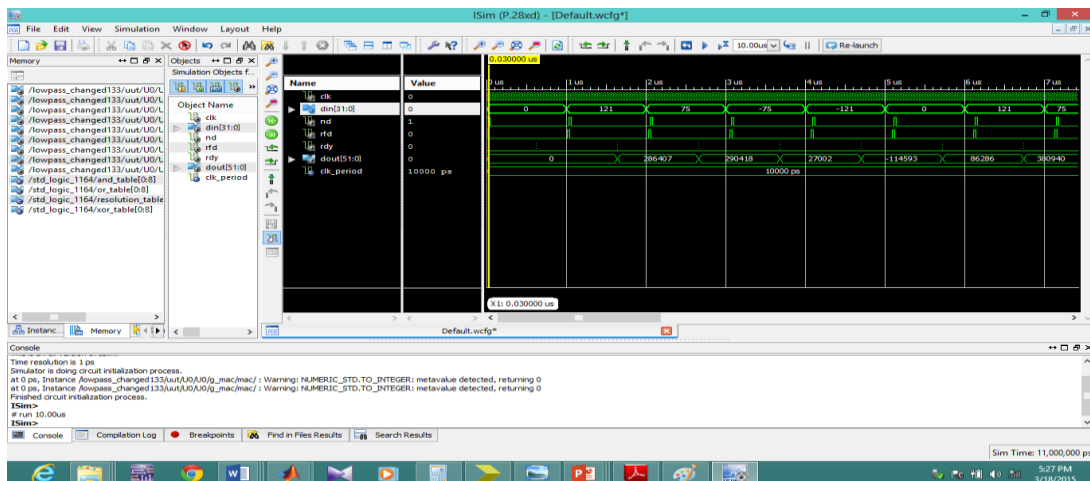 ISim (P.28xd) - [Default.wcfg*]
File Edit View Simulation Window Layout Help
10.00us Re-launch
Memory
/lowpass_changed133/uut/U0/L
/lowpass_changed133/uut/U0/L
/lowpass_changed133/uut/U0/L
/lowpass_changed133/uut/U0/L
/lowpass_changed133/uut/U0/L
/lowpass_changed133/uut/U0/L
/lowpass_changed133/uut/U0/L
/lowpass_changed133/uut/U0/L
/std_logic_1164/and_table[0:8]
/std_logic_1164/or_table[0:8]
/std_logic_1164/resolution_table
/std_logic_1164/xor_table[0:8]
Instanc... Memory
Objects
Simulation Objects f...
Object Name
clk
din[31:0]
nd
rfd
rdy
dout[51:0]
clk_period
Name Value
clk 0
din[31:0] 0
nd 1
rfd 0
rdy 0
dout[51:0] 0
clk_period 10000 ps
0.030000 us
0 us 1 us 2 us 3 us 4 us 5 us 6 us 7 us
0 121 75 -75 -121 0 121 75
0 286407 290418 27002 -114593 86286 380940
10000 ps
X1: 0.030000 us
Default.wcfg*
Console
Time resolution is 1 ps
Simulator is doing circuit initialization process.
at 0 ps, Instance /lowpass_changed133/uut/U0/U0/g_mac/mac/ : Warning: NUMERIC_STD.TO_INTEGER: metavalue detected, returning 0
at 0 ps, Instance /lowpass_changed133/uut/U0/U0/g_mac/mac/ : Warning: NUMERIC_STD.TO_INTEGER: metavalue detected, returning 0
Finished circuit initialization process.
ISim>
# run 10.00us
ISim>
Console Compilation Log Breakpoints Find in Files Results Search Results
Sim Time: 11,000,000 ps
5:27 PM
3/18/2015